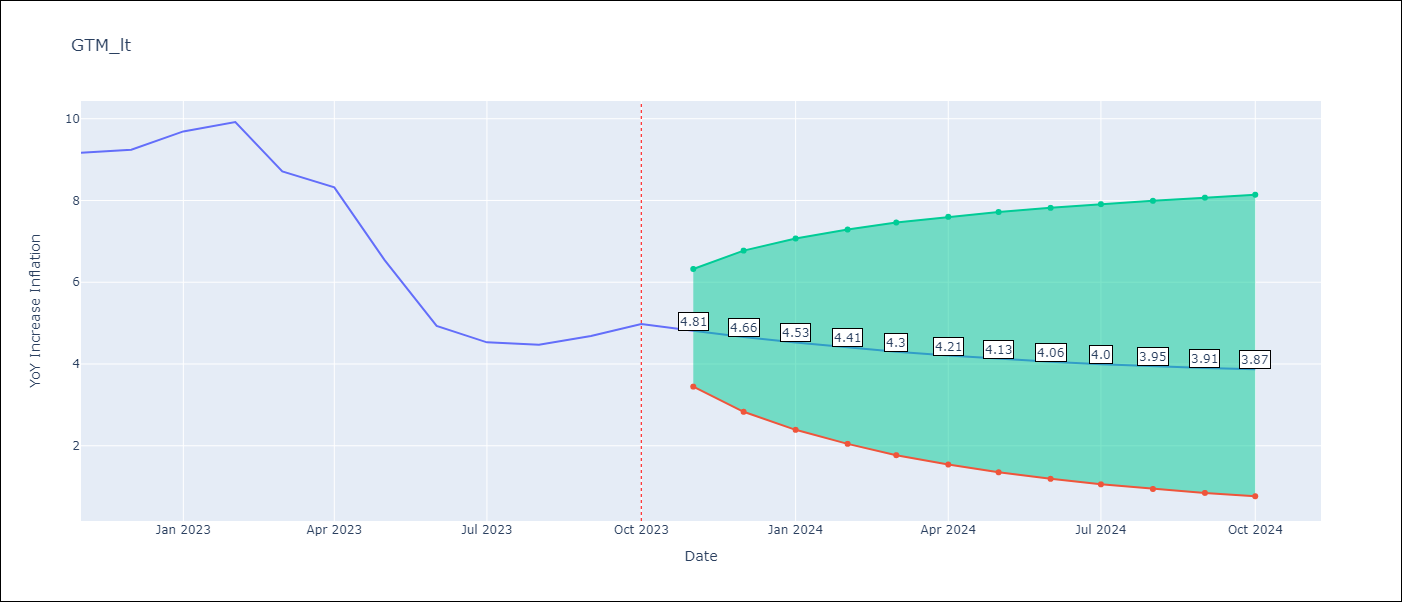 GTM_lt
YoY Increase Inflation
10
8
6
4
2
4.81
4.66
4.53
4.41
4.3
4.21
4.13
4.06
4.0
3.95
3.91
3.87
Jan 2023
Apr 2023
Jul 2023
Oct 2023
Jan 2024
Apr 2024
Jul 2024
Oct 2024
Date